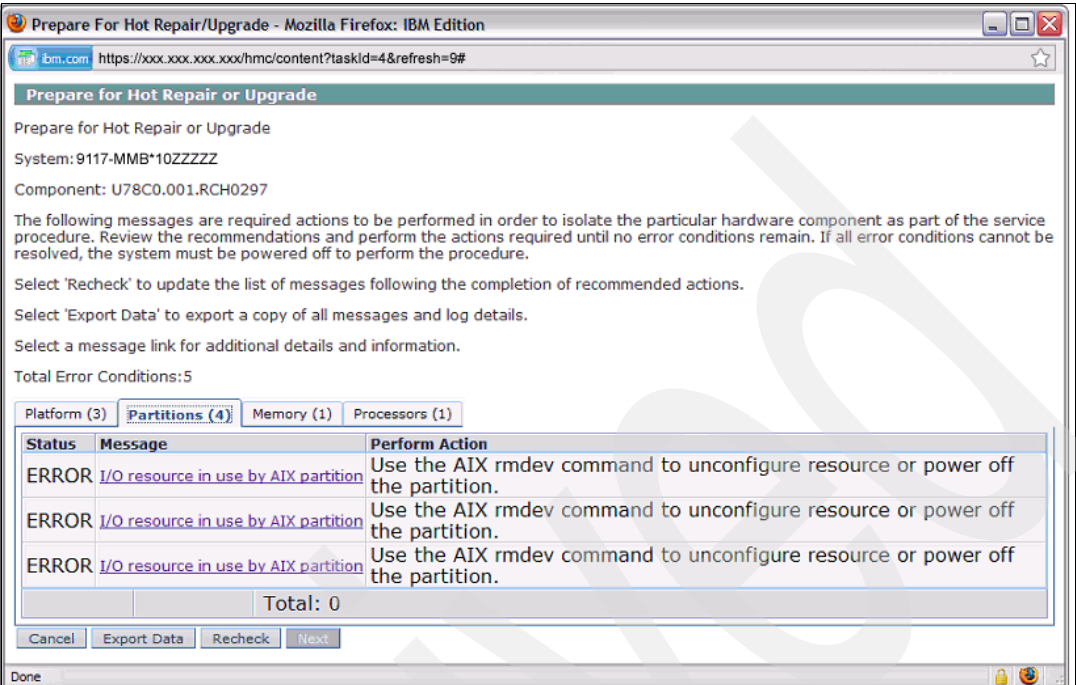 Prepare For Hot Repair/Upgrade - Mozilla Firefox: IBM Edition
ibm.com https://xxx.xxx.xxx.xxx/hmc/content?taskId=4&refresh=9#
Prepare for Hot Repair or Upgrade
Prepare for Hot Repair or Upgrade
System: 9117-MMB*10ZZZZZ
Component: U78C0.001.RCH0297
The following messages are required actions to be performed in order to isolate the particular hardware component as part of the service
procedure. Review the recommendations and perform the actions required until no error conditions remain. If all error conditions cannot be
resolved, the system must be powered off to perform the procedure.
Select 'Recheck' to update the list of messages following the completion of recommended actions.
Select 'Export Data' to export a copy of all messages and log details.
Select a message link for additional details and information.
Total Error Conditions:5
Platform (3) Partitions (4) Memory (1) Processors (1)
Status Message Perform Action
ERROR I/O resource in use by AIX partition Use the AIX rmdev command to unconfigure resource or power off
the partition.
ERROR I/O resource in use by AIX partition Use the AIX rmdev command to unconfigure resource or power off
the partition.
ERROR I/O resource in use by AIX partition Use the AIX rmdev command to unconfigure resource or power off
the partition.
Total: 0
Cancel Export Data Recheck Next
Done